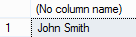 (No column name)
1 John Smith